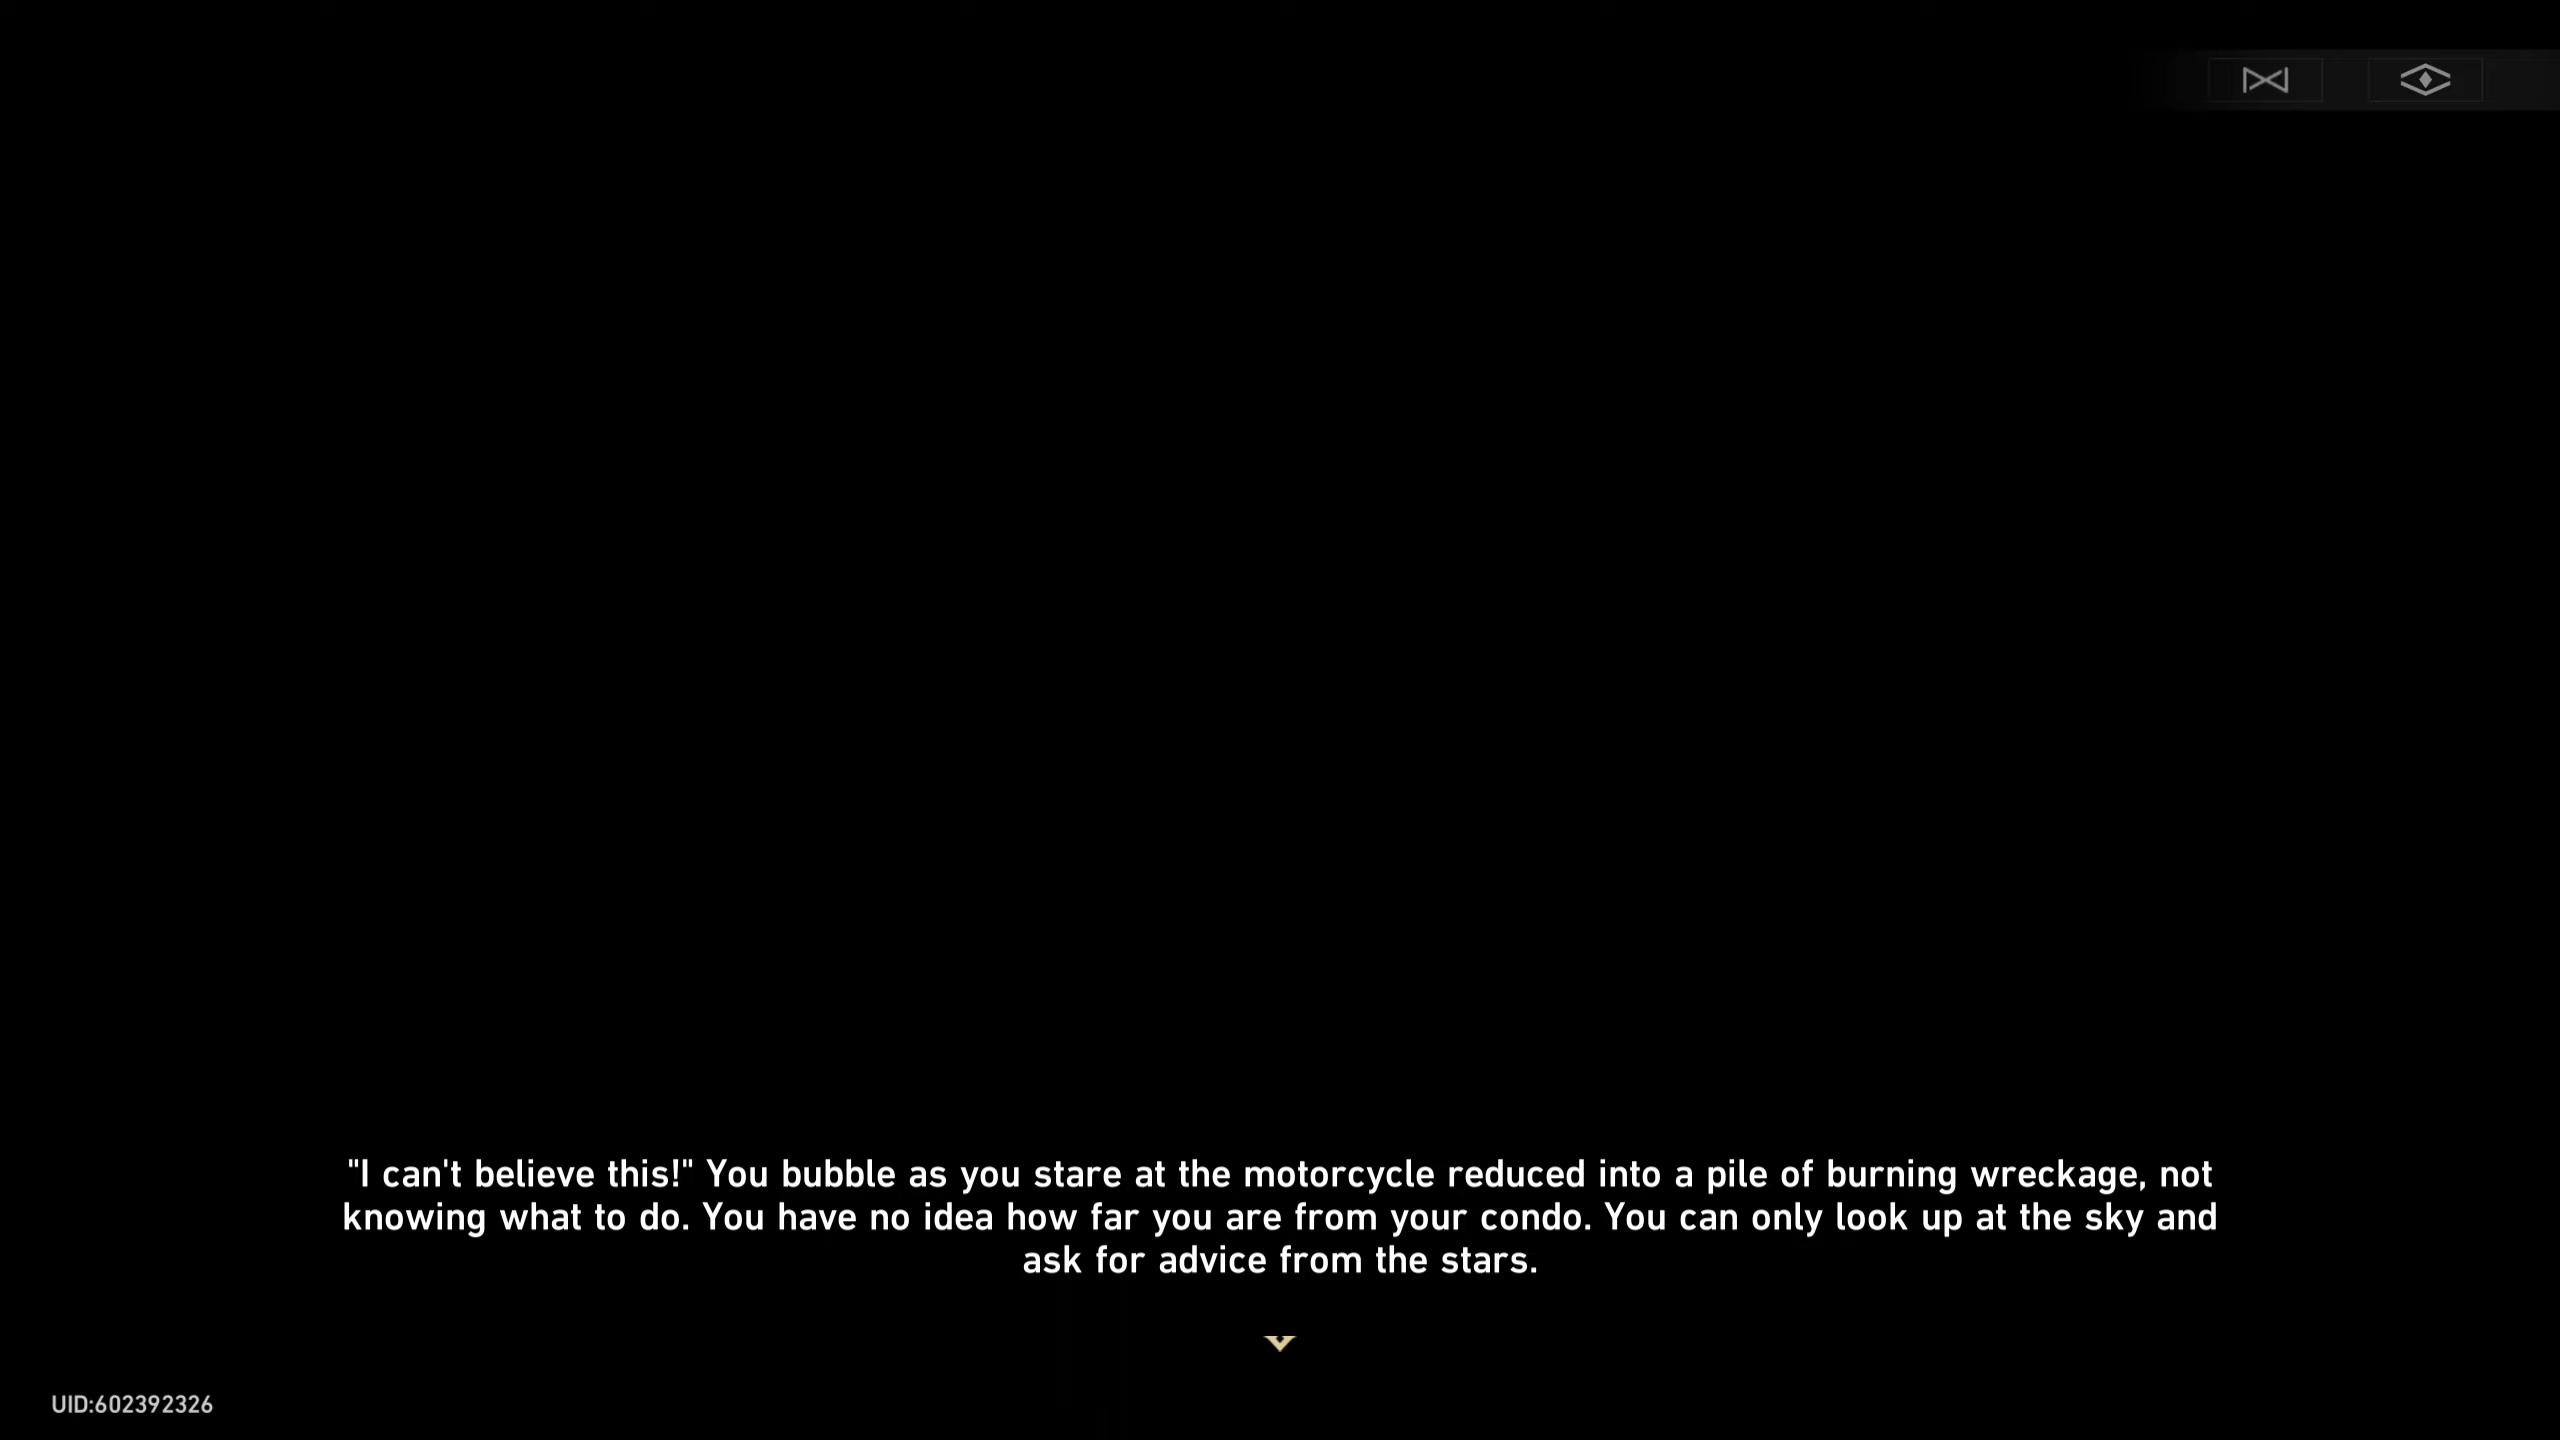 "I can't believe this!" You bubble as you stare at the motorcycle reduced into a pile of burning wreckage, not
knowing what to do. You have no idea how far you are from your condo. You can only look up at the sky and
ask for advice from the stars.
UID:602392326